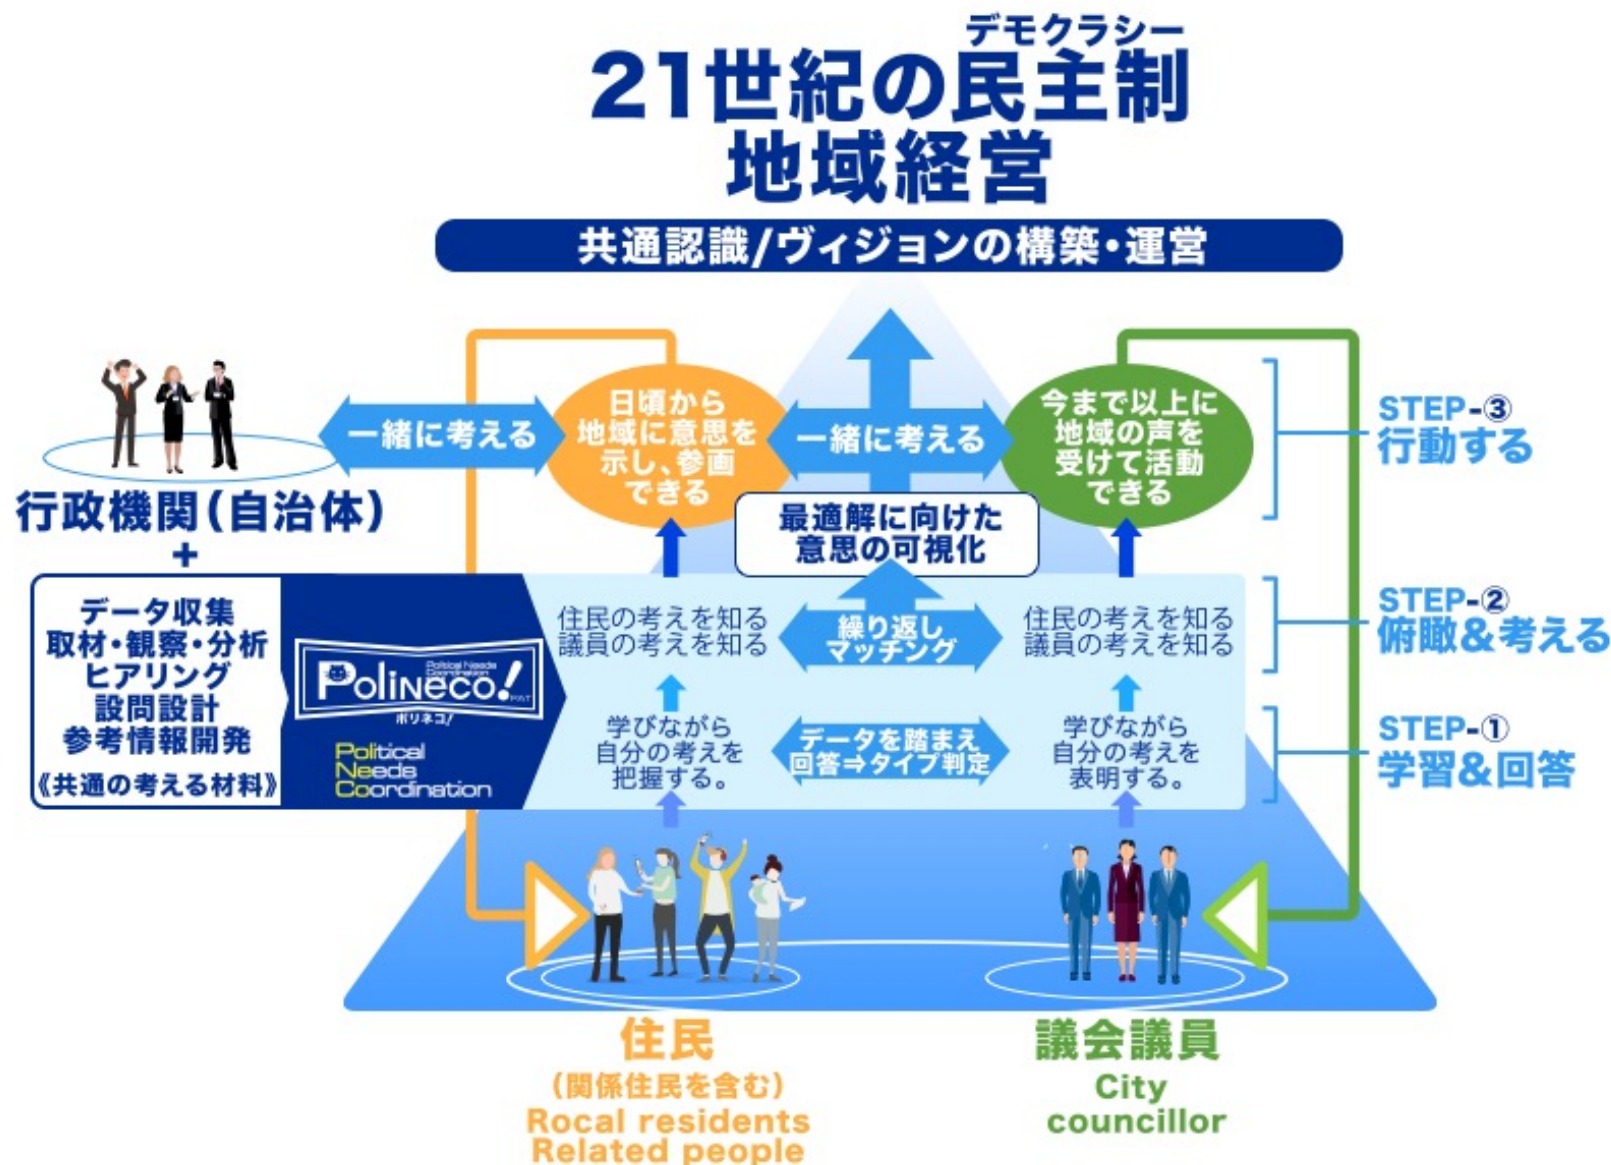 デモクラシー
21世紀の民主制
地域経営
共通認識/ヴィジョンの構築・運営
一緒に考える
日頃から
地域に意思を
示し、参画
できる
一緒に考える
今まで以上に
地域の声を
受けて活動
できる
STEP-③
行動する
行政機関(自治体)
+
最適解に向けた
意思の可視化
データ収集
取材・観察・分析
ヒアリング
設問設計
参考情報開発
《共通の考える材料》
Political Needs
Coordination
PoliNeco!
PAT
ポリネコ!
Political
Needs
Coordination
住民の考えを知る
議員の考えを知る
繰り返し
マッチング
住民の考えを知る
議員の考えを知る
STEP-②
俯瞰&考える
学びながら
自分の考えを
把握する。
データを踏まえ
回答⇒タイプ判定
学びながら
自分の考えを
表明する。
STEP-①
学習&回答
住民
(関係住民を含む)
Rocal residents
Related people
議会議員
City
councillor